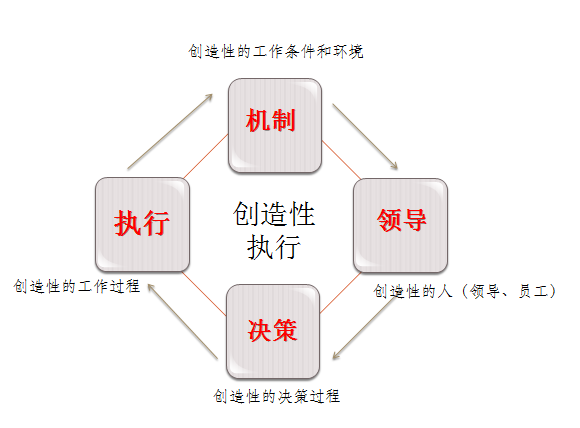 创造性的工作条件和环境
机制
执行
创造性
执行
领导
创造性的工作过程
创造性的人（领导、员工）
决策
创造性的决策过程